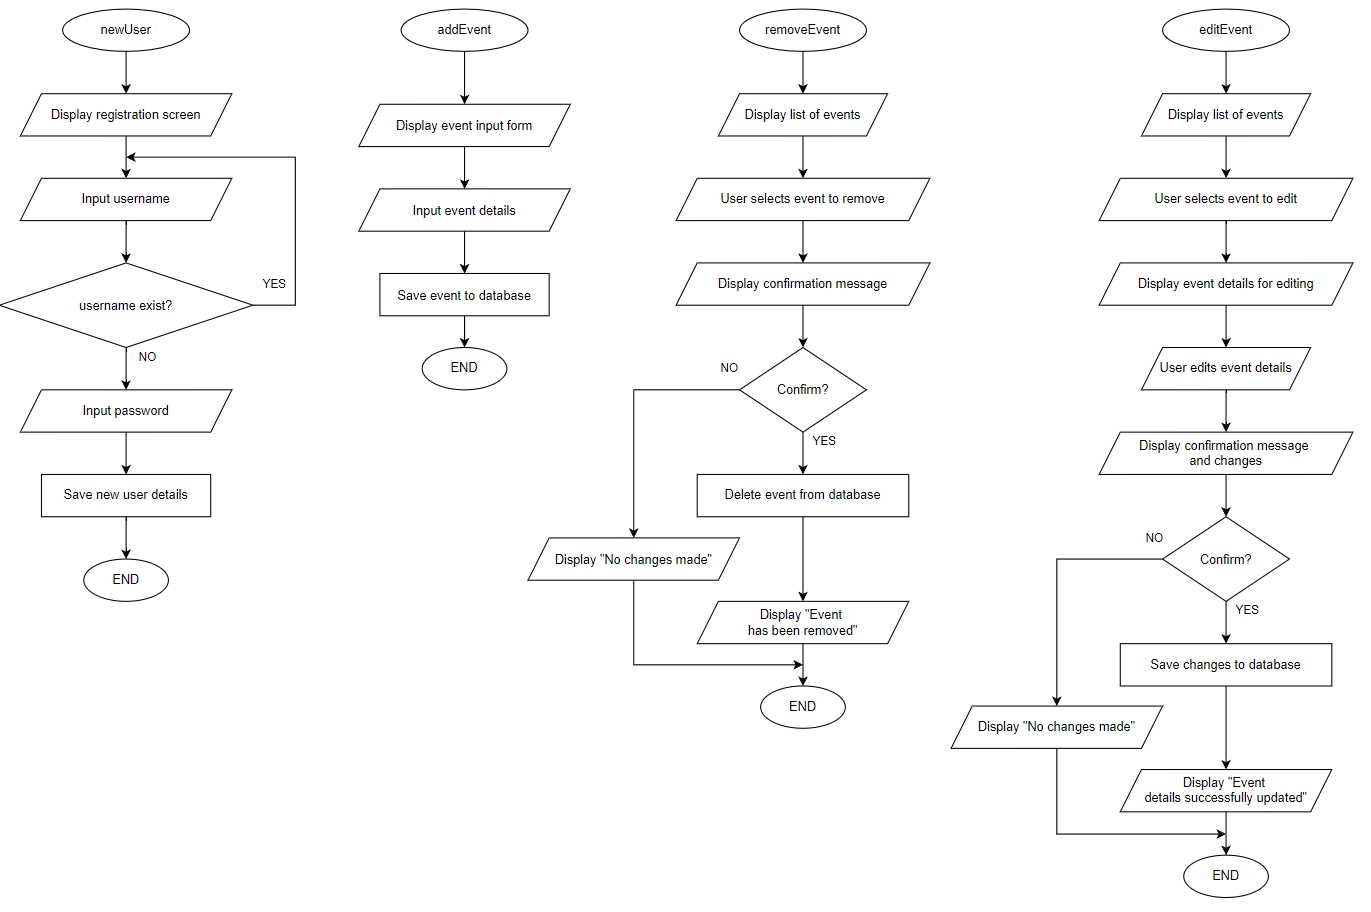 newUser
Display registration screen
Input username
username exist?
YES
NO
Input password
Save new user details
END
addEvent
Display event input form
Input event details
Save event to database
END
removeEvent
Display list of events
User selects event to remove
Display confirmation message
Confirm?
NO
YES
Delete event from database
Display "No changes made"
Display "Event
has been removed"
END
editEvent
Display list of events
User selects event to edit
Display event details for editing
User edits event details
Display confirmation message
and changes
Confirm?
NO
YES
Save changes to database
Display "No changes made"
Display "Event
details successfully updated"
END